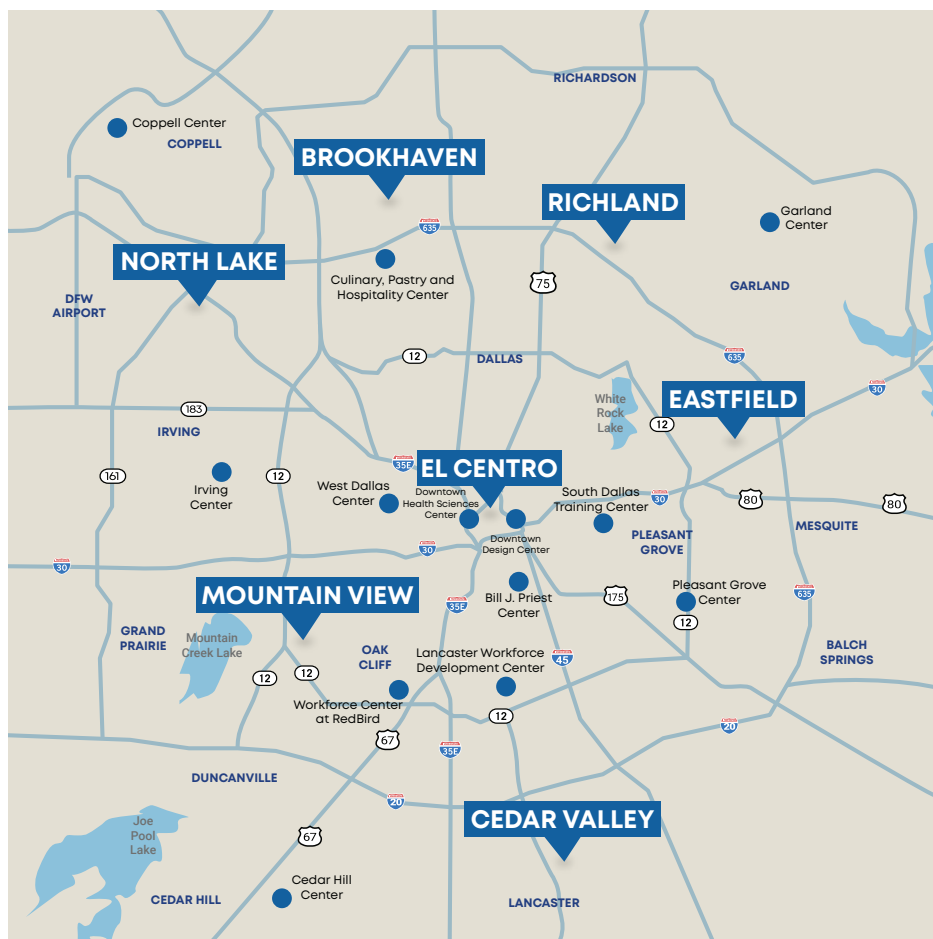 RICHARDSON
Coppell Center
COPPELL
BROOKHAVEN
RICHLAND
Garland
Center
635
NORTH LAKE
Culinary, Pastry and
Hospitality Center
75
GARLAND
DFW
AIRPORT
12
DALLAS
635
30
183
White
Rock
Lake
EASTFIELD
12
IRVING
161
Irving
Center
12
35E
EL CENTRO
West Dallas
Center
Downtown
Health Sciences
Center
South Dallas
Training Center
30
80
80
Downtown
Design Center
PLEASANT
GROVE
MESQUITE
30
30
MOUNTAIN VIEW
35E
Bill J. Priest
Center
175
Pleasant Grove
Center
12
635
GRAND
PRAIRIE
Mountain
Creek Lake
OAK
CLIFF
Lancaster Workforce
Development Center
45
BALCH
SPRINGS
12
12
Workforce Center
at RedBird
12
67
35E
20
DUNCANVILLE
20
Joe
Pool
Lake
67
CEDAR VALLEY
Cedar Hill
Center
CEDAR HILL
LANCASTER